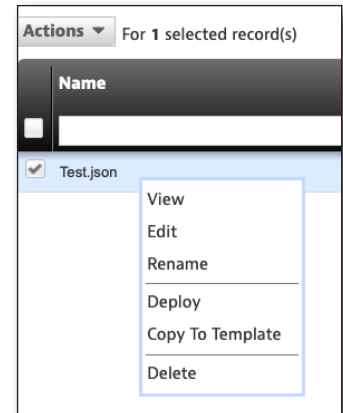 Actions For 1 selected record(s)
Name
Test.json
View
Edit
Rename
Deploy
Copy To Template
Delete